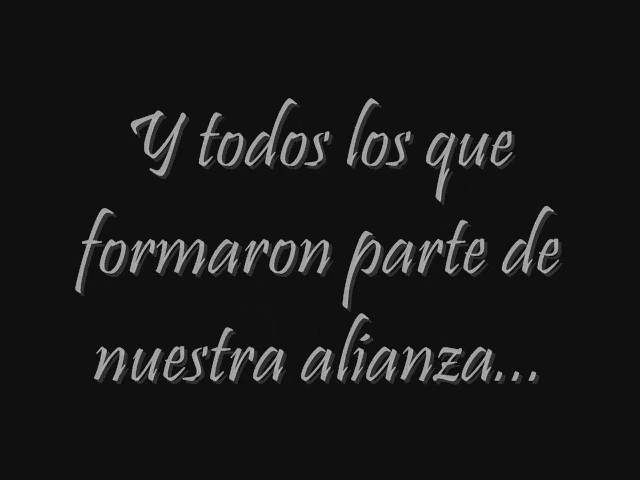 Y todos los que
formaron parte de
nuestra alianza...